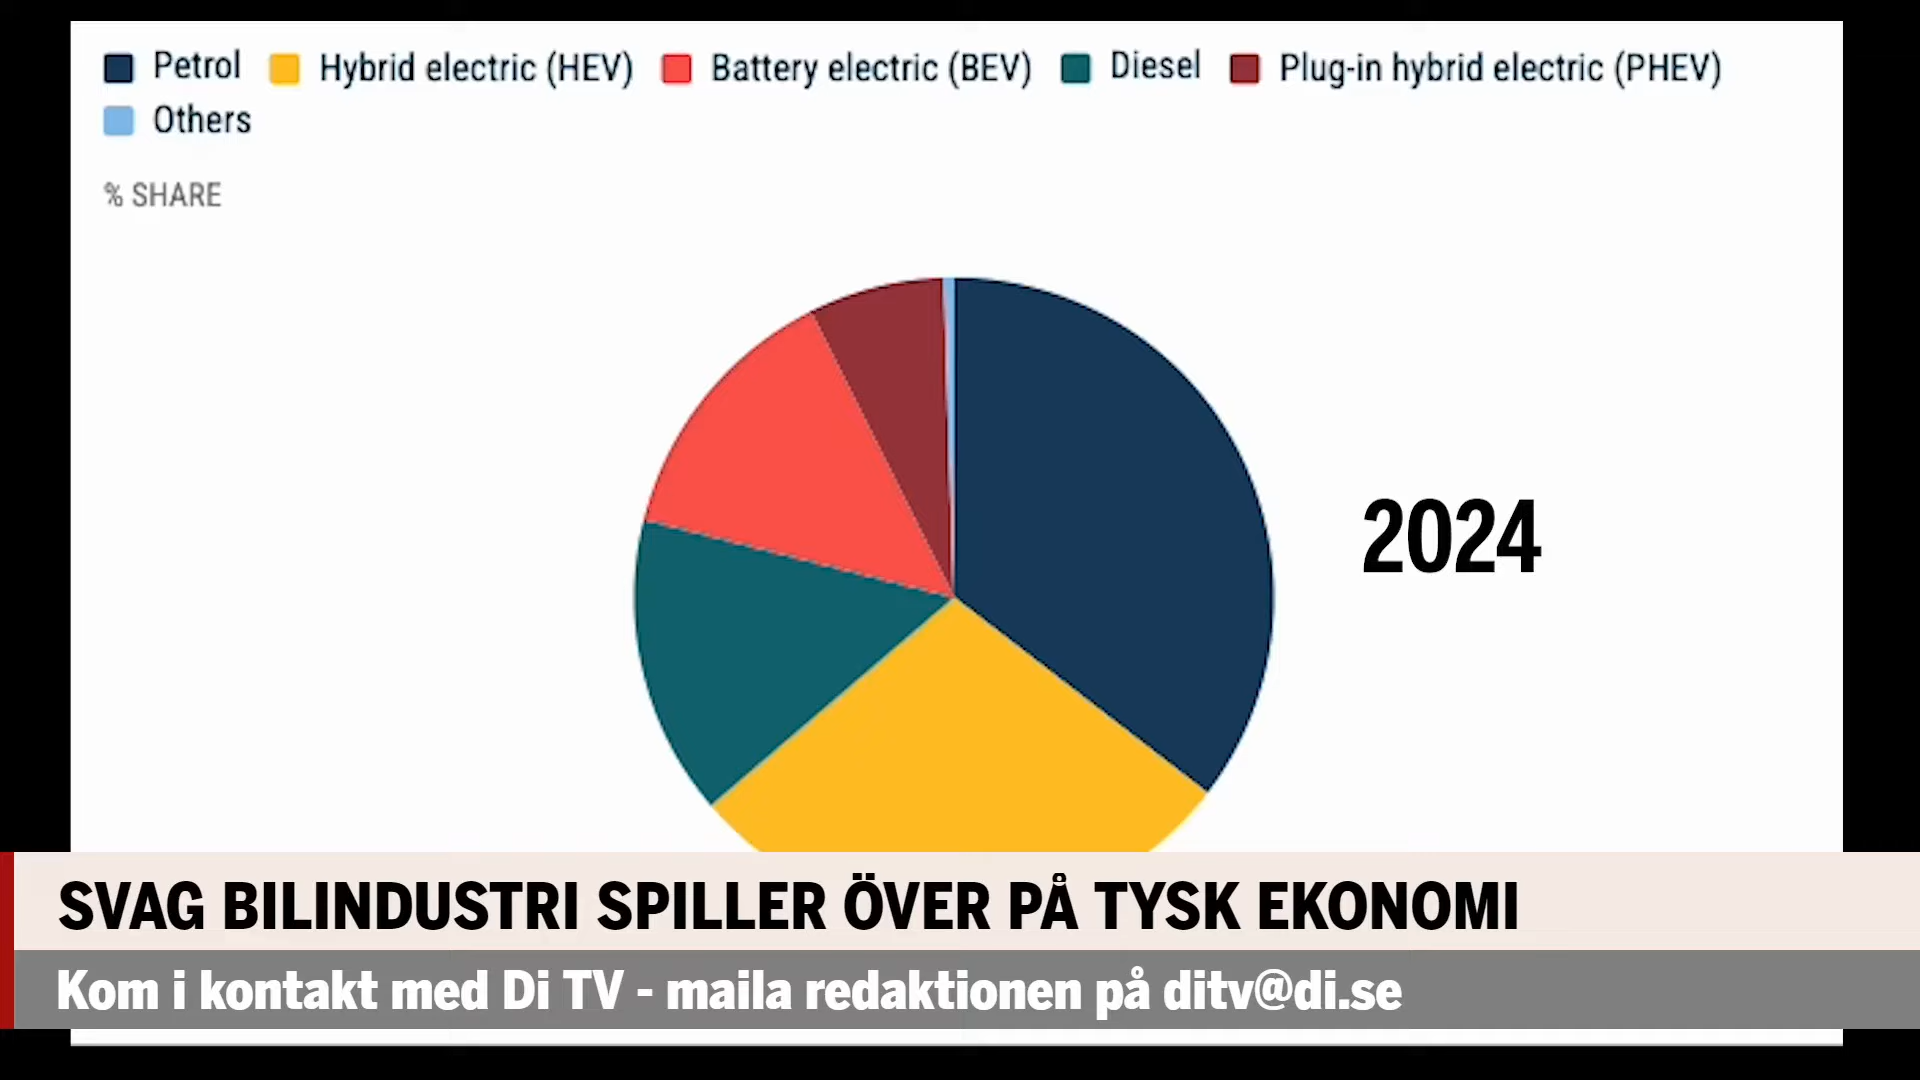 Petrol Hybrid electric (HEV) Battery electric (BEV) Diesel Plug-in hybrid electric (PHEV)
Others
% SHARE
2024
SVAG BILINDUSTRI SPILLER ÖVER PÅ TYSK EKONOMI
Kom i kontakt med Di TV - maila redaktionen på ditv@di.se